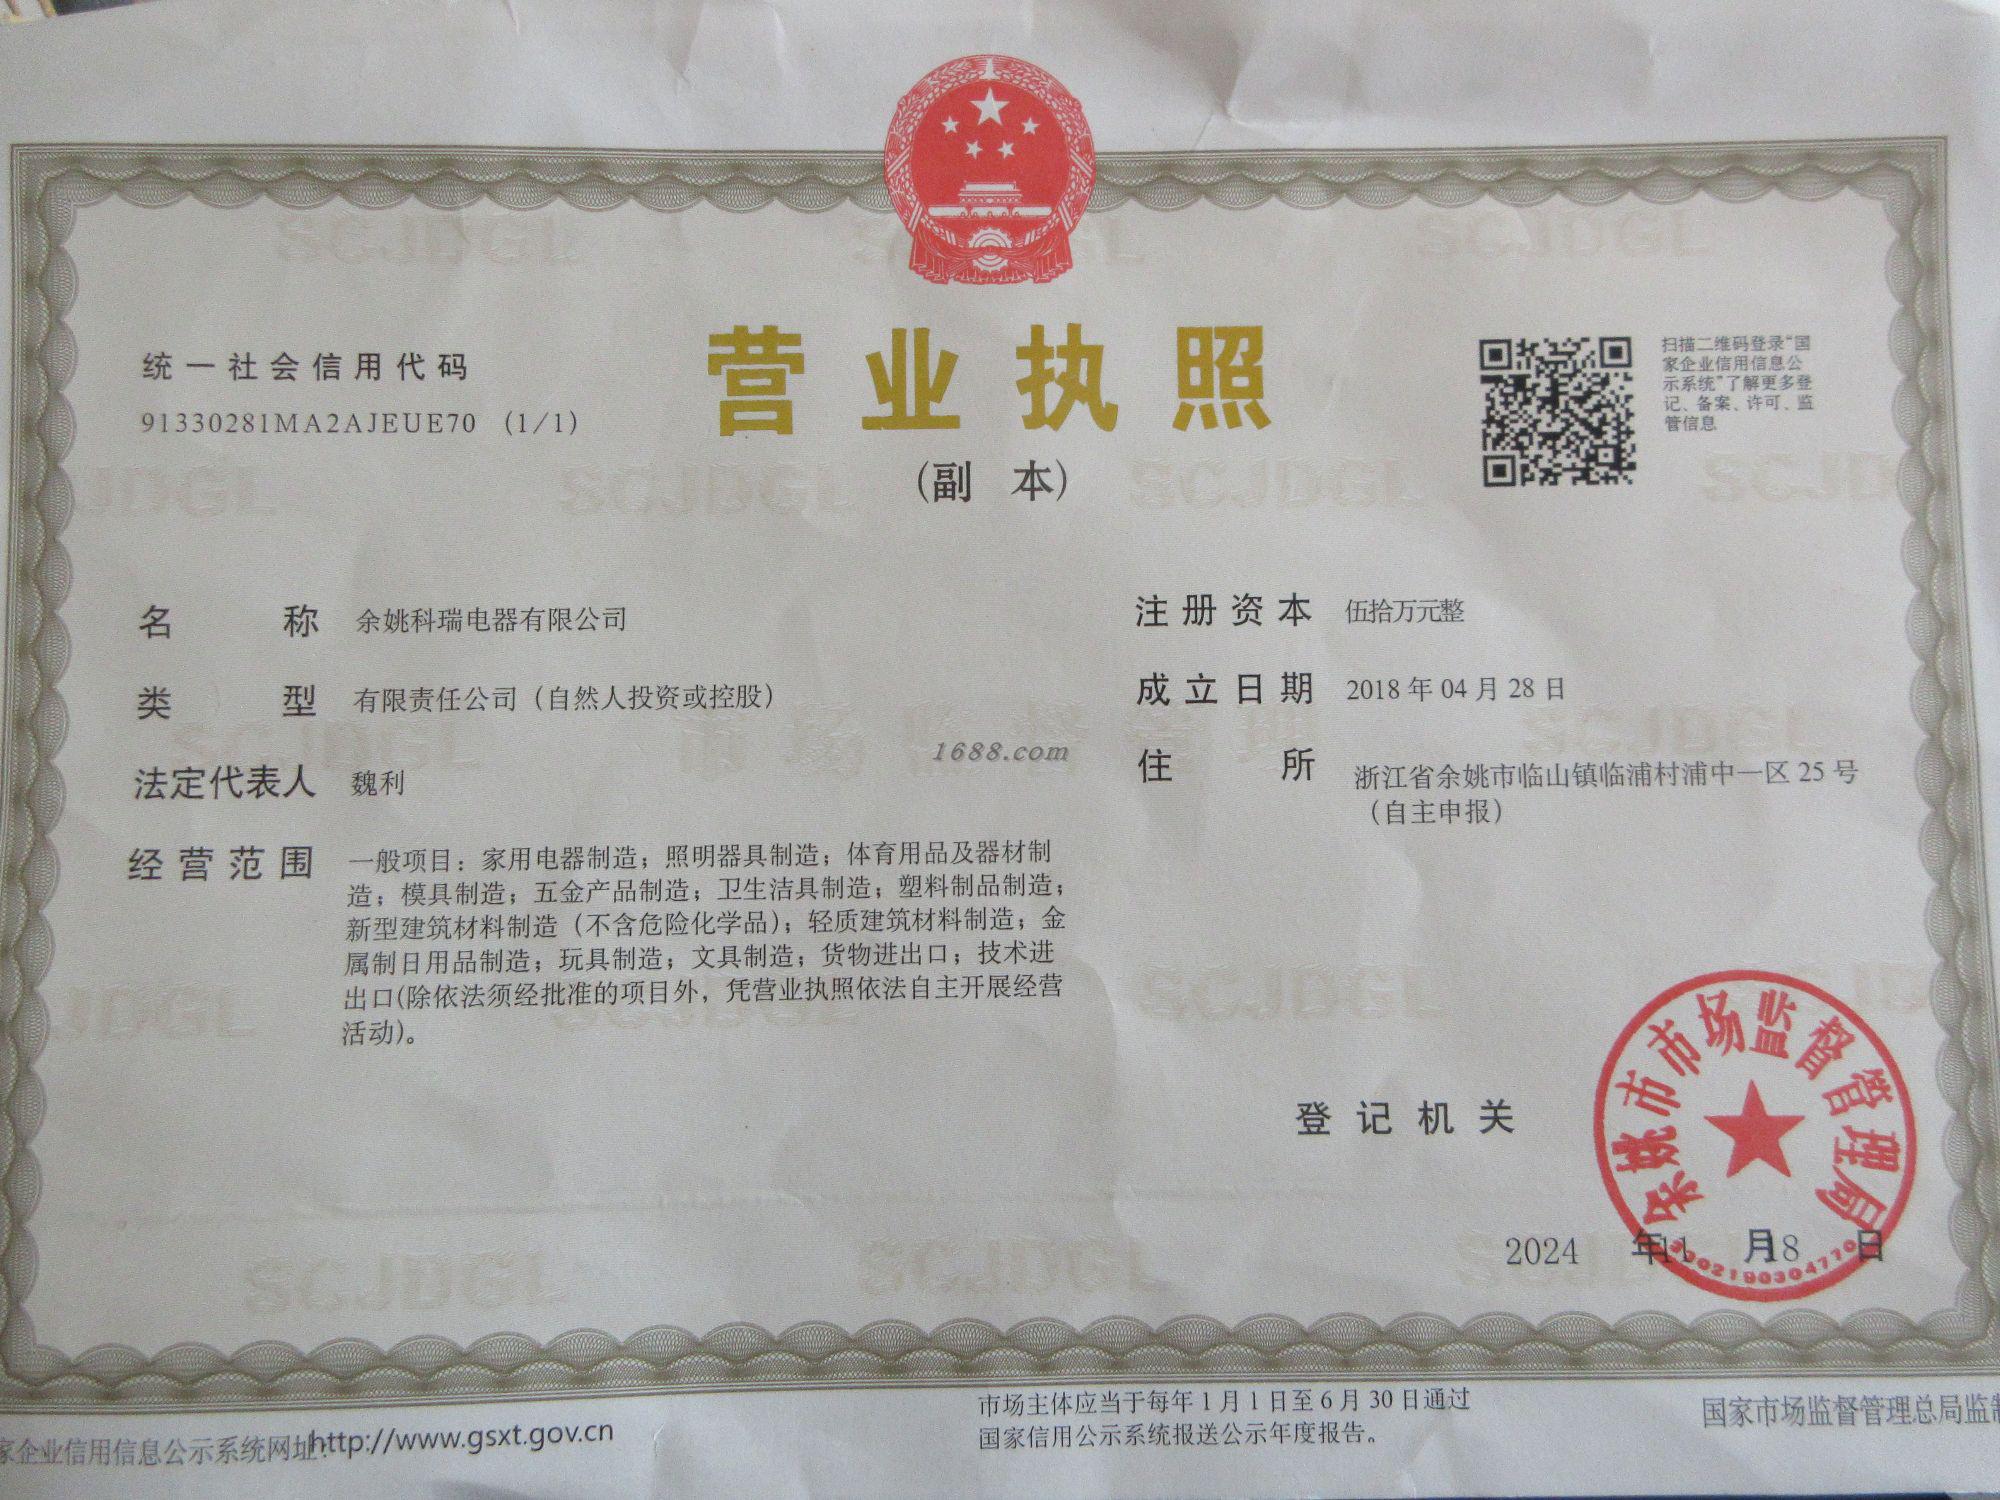 统一社会信用代码
91330281MA2AJEUE70 (1/1)
营业执照
(副 本)
扫描二维码登录"国
家企业信用信息公
示系统"了解更多登
记、备案、许可、监
管信息
名 称 余姚科瑞电器有限公司
类 型 有限责任公司（自然人投资或控股）
法定代表人 魏利
经营范围 一般项目：家用电器制造；照明器具制造；体育用品及器材制
造；模具制造；五金产品制造；卫生洁具制造；塑料制品制造；
新型建筑材料制造（不含危险化学品）；轻质建筑材料制造；金
属制日用品制造；玩具制造；文具制造；货物进出口；技术进
出口(除依法须经批准的项目外，凭营业执照依法自主开展经营
活动)。
注册资本 伍拾万元整
成立日期 2018 年 04 月 28 日
住 所 浙江省余姚市临山镇临浦村浦中一区 25 号
（自主申报）
1688.com
登记机关
余姚市市场监督管理局
2024 年 11 月 18 日
家企业信用信息公示系统网址：http://www.gsxt.gov.cn
市场主体应当于每年 1 月 1 日至 6 月 30 日通过
国家信用公示系统报送公示年度报告。
国家市场监督管理总局监制